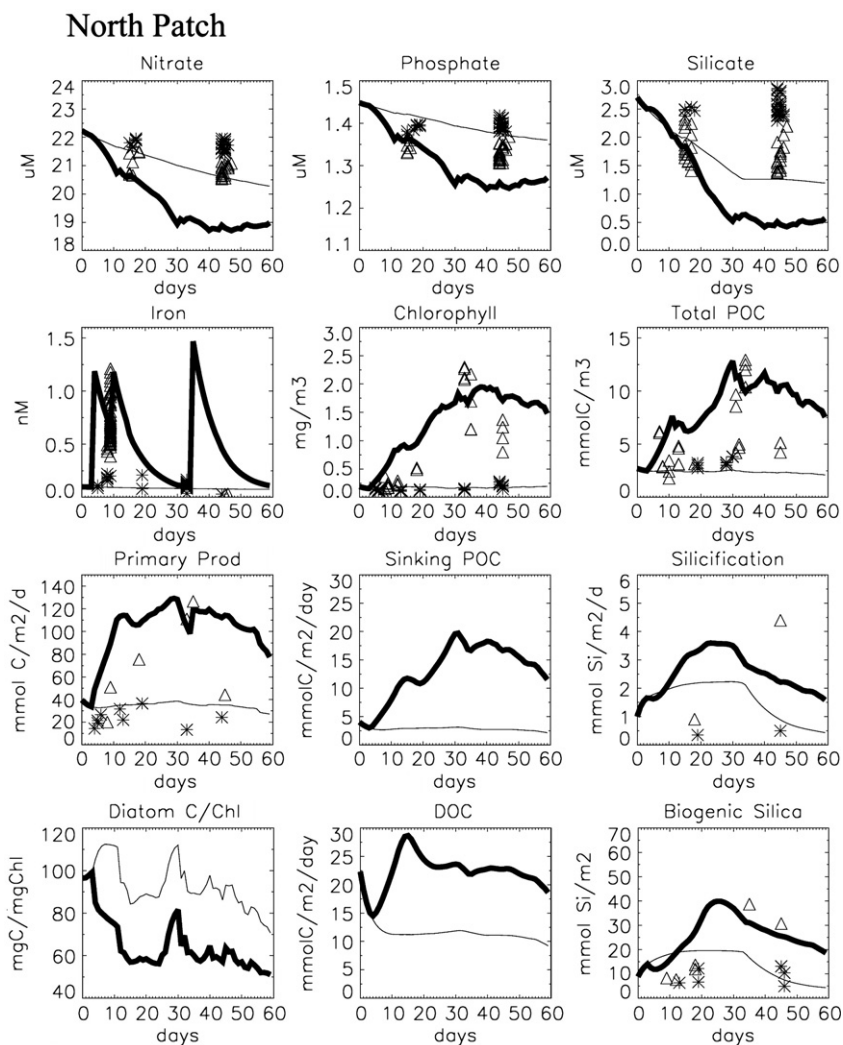 North Patch
Nitrate
24
23
22
21
20
19
18
uM
0 10 20 30 40 50 60
days
Phosphate
1.5
1.4
1.3
1.2
1.1
uM
0 10 20 30 40 50 60
days
Silicate
3.0
2.5
2.0
1.5
1.0
0.5
0.0
uM
0 10 20 30 40 50 60
days
Iron
1.5
1.0
0.5
0.0
nM
0 10 20 30 40 50 60
days
Chlorophyll
3.0
2.5
2.0
1.5
1.0
0.5
0.0
mg/m3
0 10 20 30 40 50 60
days
Total POC
15
10
5
0
mmolC/m3
0 10 20 30 40 50 60
days
Primary Prod
140
120
100
80
60
40
20
0
mmol C/m2/d
0 10 20 30 40 50 60
days
Sinking POC
30
25
20
15
10
5
0
mmolC/m2/day
0 10 20 30 40 50 60
days
Silicification
6
5
4
3
2
1
0
mmol Si/m2/d
0 10 20 30 40 50 60
days
Diatom C/Chl
120
100
80
60
40
mgC/mgChl
0 10 20 30 40 50 60
days
DOC
30
25
20
15
10
5
0
mmolC/m2/day
0 10 20 30 40 50 60
days
Biogenic Silica
70
60
50
40
30
20
10
0
mmol Si/m2
0 10 20 30 40 50 60
days